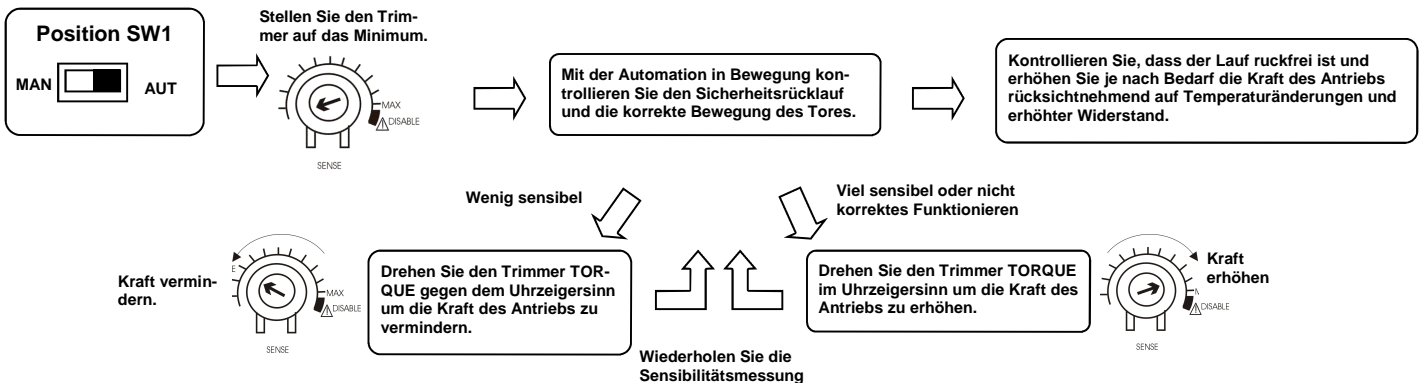 Position SW1
MAN
AUT
Stellen Sie den Trim-
mer auf das Minimum.
MAX
DISABLE
SENSE
Mit der Automation in Bewegung kon-
trollieren Sie den Sicherheitsrücklauf
und die korrekte Bewegung des Tores.
Kontrollieren Sie, dass der Lauf ruckfrei ist und
erhöhen Sie je nach Bedarf die Kraft des Antriebs
rücksichtnehmend auf Temperaturänderungen und
erhöhter Widerstand.
Wenig sensibel
Viel sensibel oder nicht
korrektes Funktionieren
Kraft vermin-
dern.
E
MAX
DISABLE
SENSE
Drehen Sie den Trimmer TOR-
QUE gegen dem Uhrzeigersinn
um die Kraft des Antriebs zu
vermindern.
Drehen Sie den Trimmer TORQUE
im Uhrzeigersinn um die Kraft des
Antriebs zu erhöhen.
Kraft
erhöhen
M
DISABLE
SENSE
Wiederholen Sie die
Sensibilitätsmessung